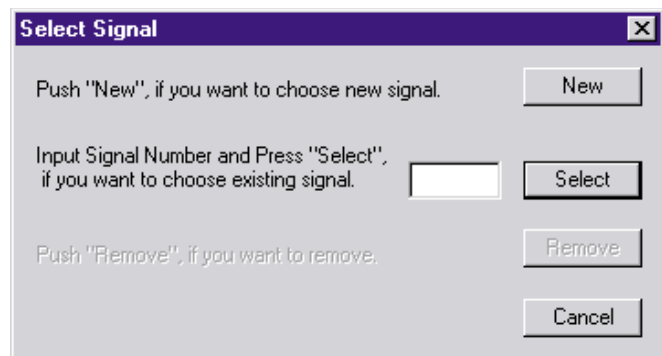 Select Signal
Push "New", if you want to choose new signal.
New
Input Signal Number and Press "Select",
if you want to choose existing signal.
Select
Push "Remove", if you want to remove.
Remove
Cancel